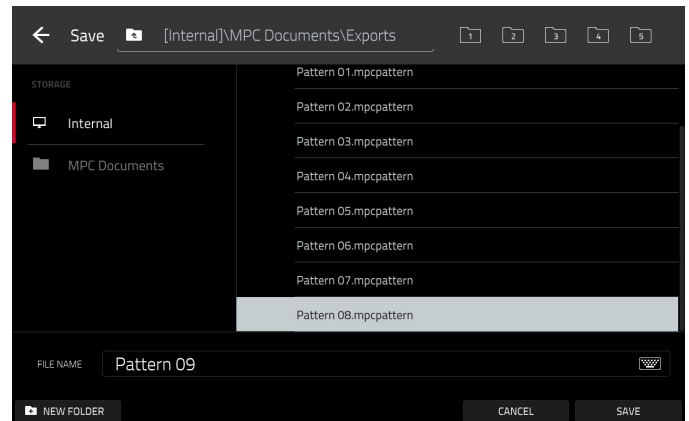 Save [Internal]\MPC Documents\Exports 1 2 3 4 5
STORAGE
Internal
MPC Documents
Pattern 01.mpcpattern
Pattern 02.mpcpattern
Pattern 03.mpcpattern
Pattern 04.mpcpattern
Pattern 05.mpcpattern
Pattern 06.mpcpattern
Pattern 07.mpcpattern
Pattern 08.mpcpattern
FILE NAME Pattern 09
NEW FOLDER CANCEL SAVE